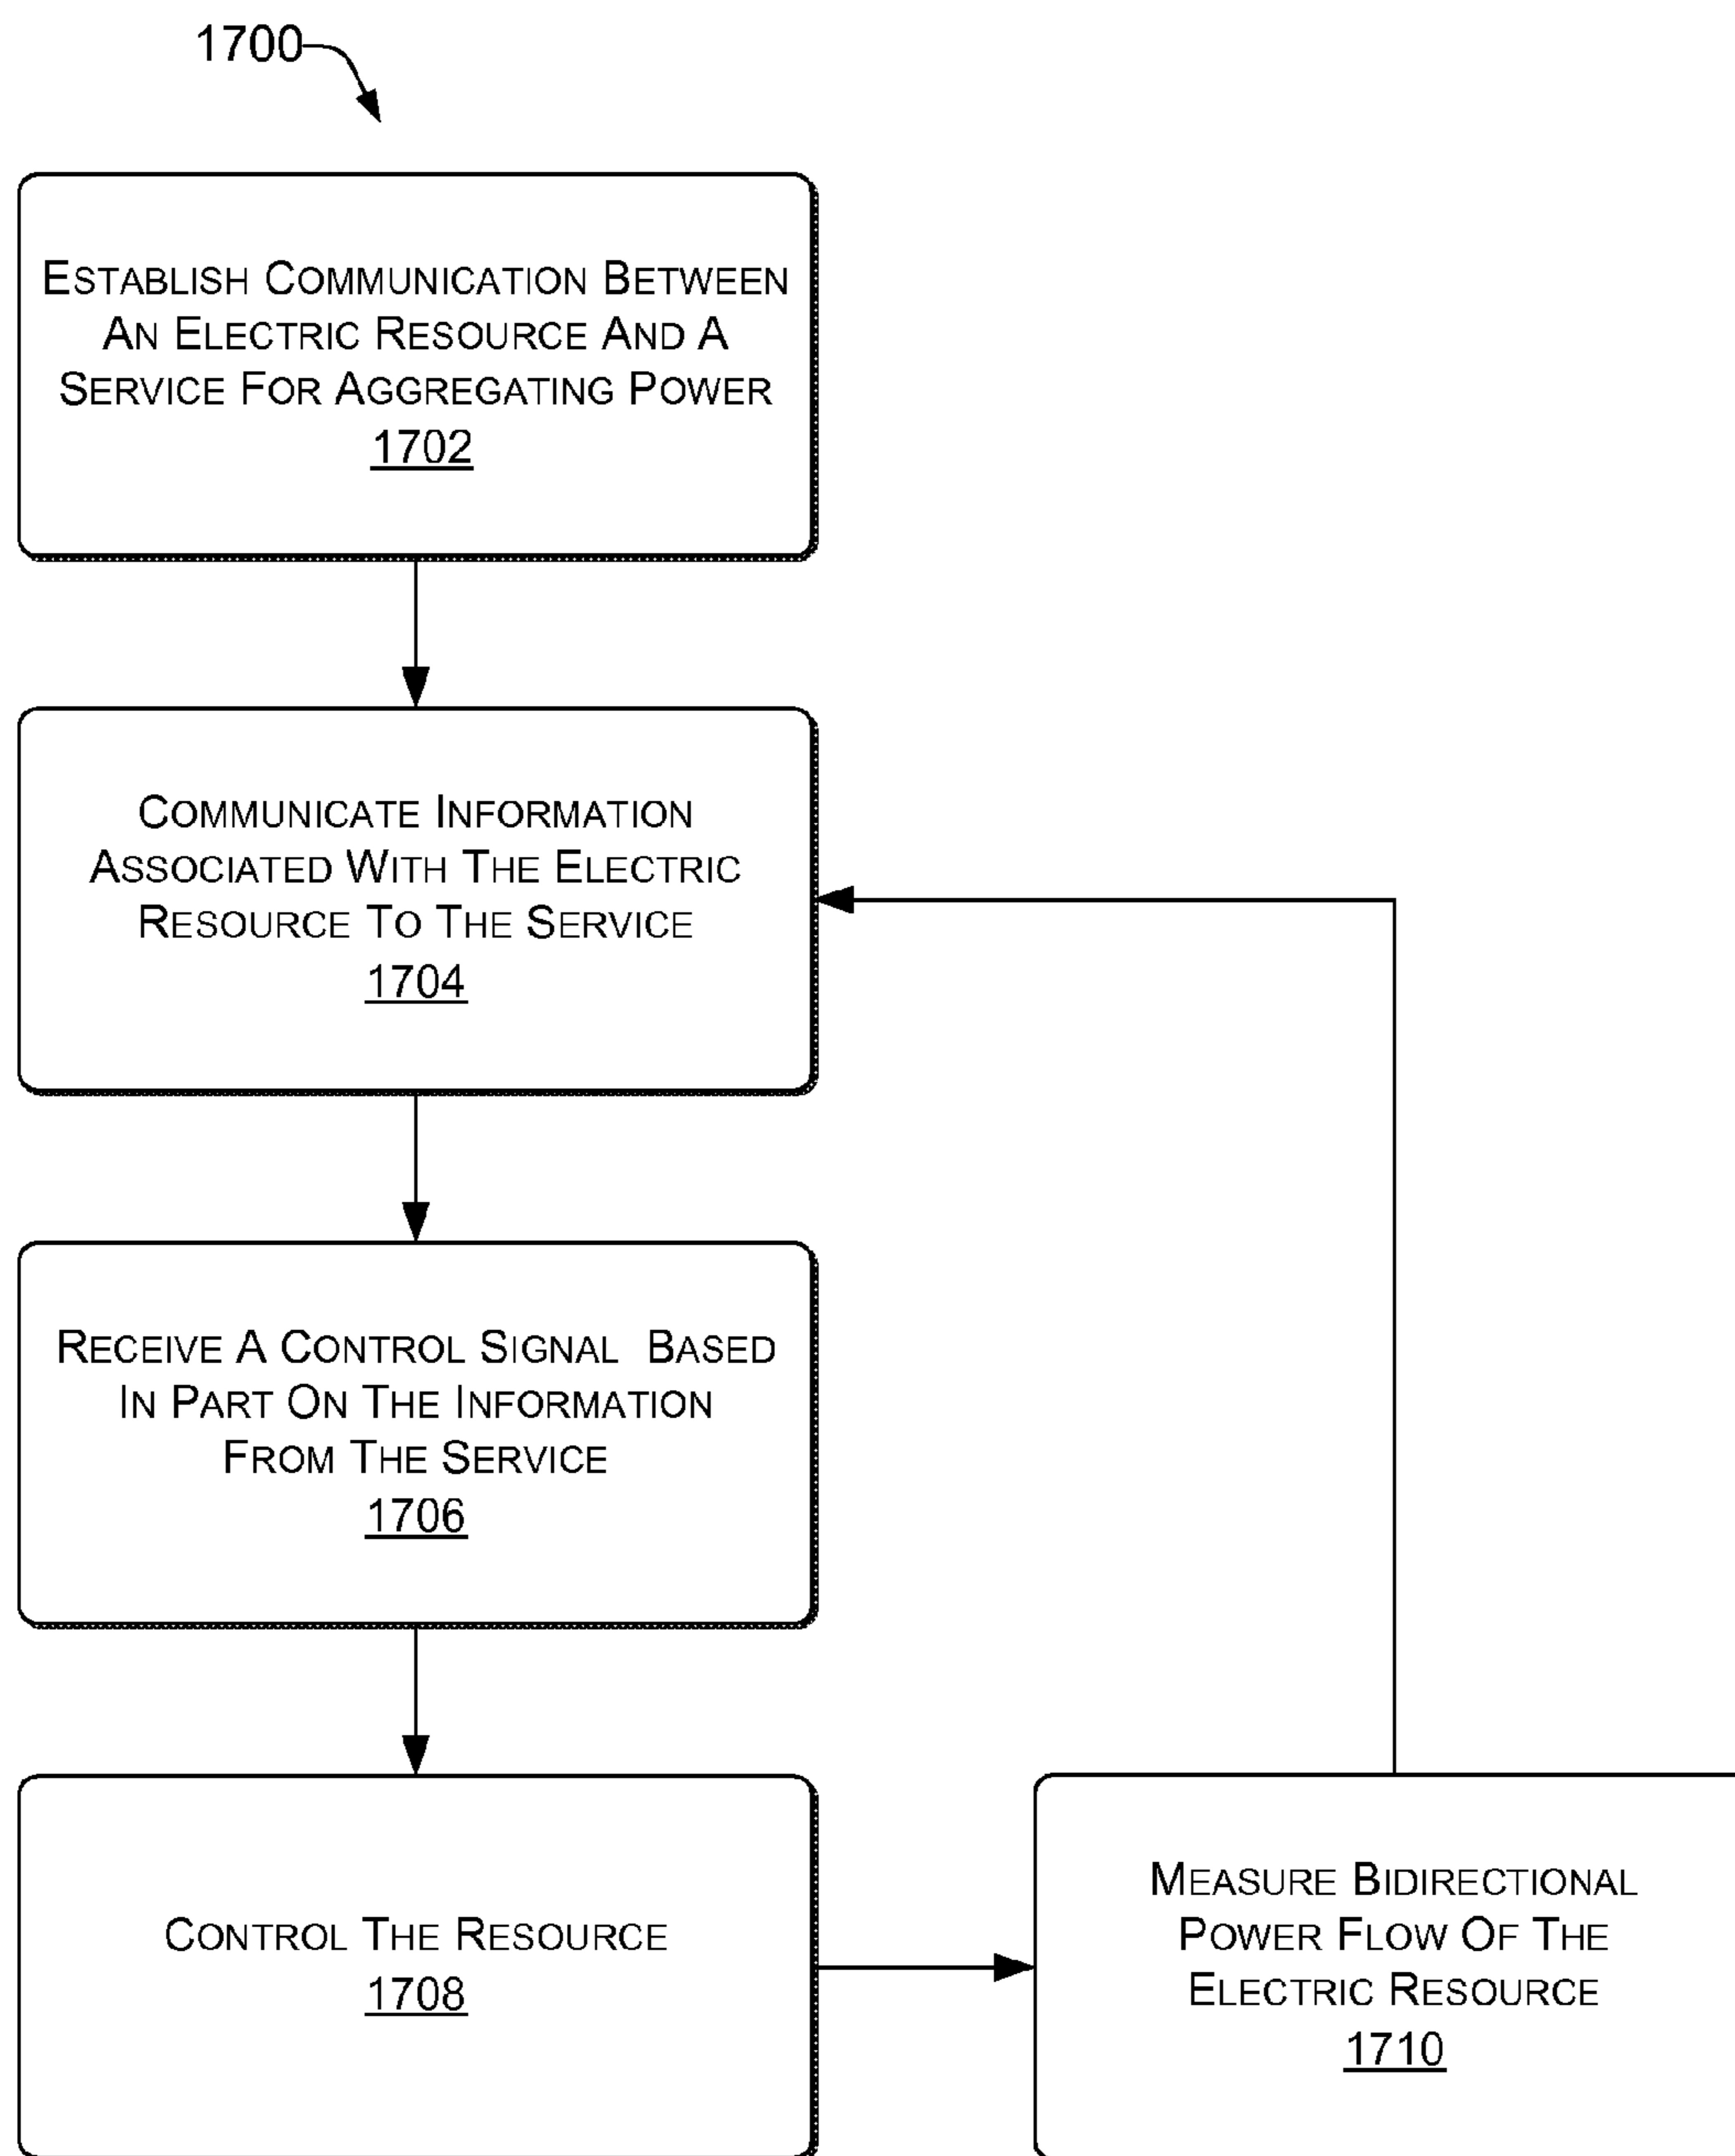 1700
ESTABLISH COMMUNICATION BETWEEN
AN ELECTRIC RESOURCE AND A
SERVICE FOR AGGREGATING POWER
1702
COMMUNICATE INFORMATION
ASSOCIATED WITH THE ELECTRIC
RESOURCE TO THE SERVICE
1704
RECEIVE A CONTROL SIGNAL BASED
IN PART ON THE INFORMATION
FROM THE SERVICE
1706
CONTROL THE RESOURCE
1708
MEASURE BIDIRECTIONAL
POWER FLOW OF THE
ELECTRIC RESOURCE
1710